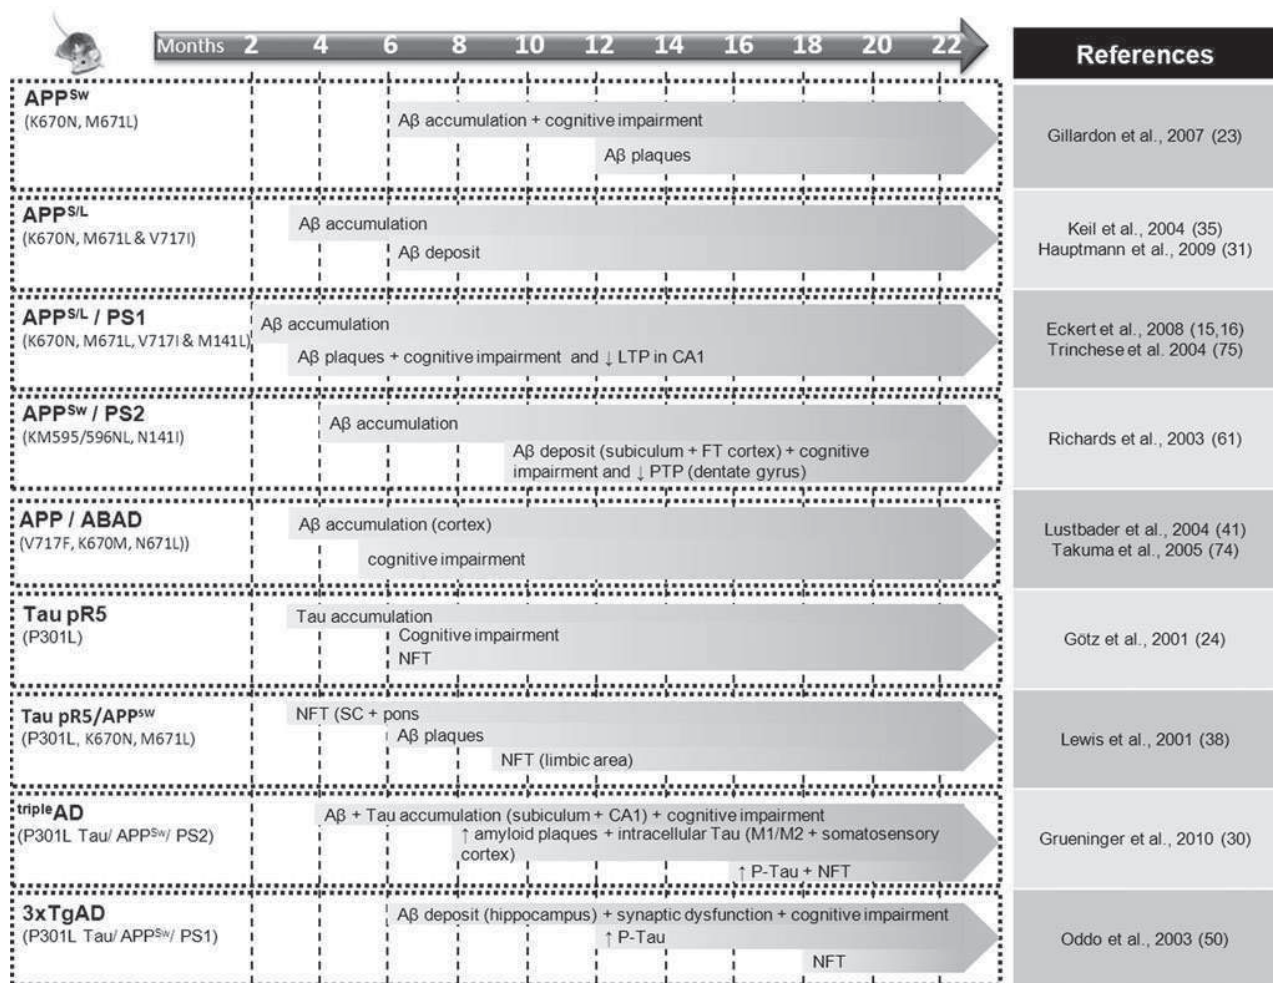 Months 2 4 6 8 10 12 14 16 18 20 22
References
APPSw
(K670N, M671L)
Aβ accumulation + cognitive impairment
Aβ plaques
Gillardon et al., 2007 (23)
APPS/L
(K670N, M671L & V717I)
Aβ accumulation
Aβ deposit
Keil et al., 2004 (35)
Hauptmann et al., 2009 (31)
APPS/L / PS1
(K670N, M671L, V717I & M141L)
Aβ accumulation
Aβ plaques + cognitive impairment and ↓ LTP in CA1
Eckert et al., 2008 (15,16)
Trinchese et al. 2004 (75)
APPSw / PS2
(KM595/596NL, N141I)
Aβ accumulation
Aβ deposit (subiculum + FT cortex) + cognitive
impairment and ↓ PTP (dentate gyrus)
Richards et al., 2003 (61)
APP / ABAD
(V717F, K670M, N671L))
Aβ accumulation (cortex)
cognitive impairment
Lustbader et al., 2004 (41)
Takuma et al., 2005 (74)
Tau pR5
(P301L)
Tau accumulation
Cognitive impairment
NFT
Götz et al., 2001 (24)
Tau pR5/APPsw
(P301L, K670N, M671L)
NFT (SC + pons
Aβ plaques
NFT (limbic area)
Lewis et al., 2001 (38)
tripleAD
(P301L Tau/ APPSw/ PS2)
Aβ + Tau accumulation (subiculum + CA1) + cognitive impairment
↑ amyloid plaques + intracellular Tau (M1/M2 + somatosensory
cortex)
↑ P-Tau + NFT
Grueninger et al., 2010 (30)
3xTgAD
(P301L Tau/ APPSw/ PS1)
Aβ deposit (hippocampus) + synaptic dysfunction + cognitive impairment
↑ P-Tau
NFT
Oddo et al., 2003 (50)